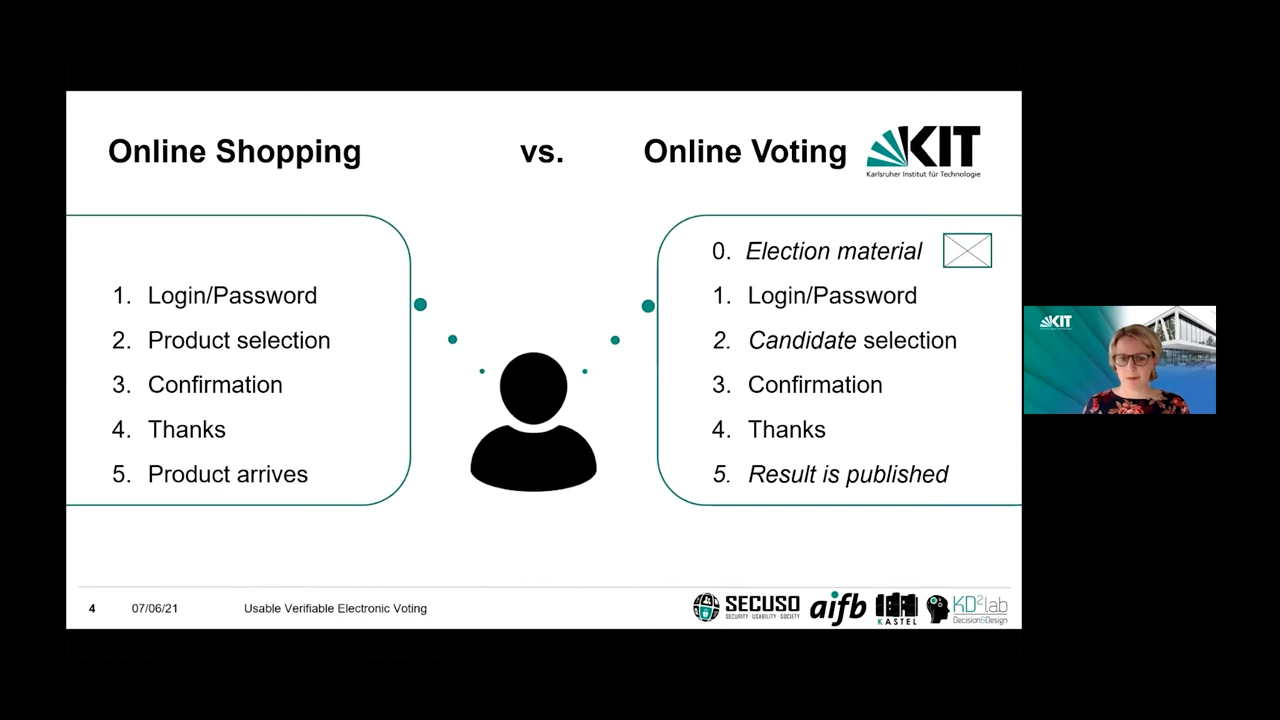 Online Shopping vs. Online Voting
KIT
Karlsruher Institut für Technologie
1. Login/Password
2. Product selection
3. Confirmation
4. Thanks
5. Product arrives
0. Election material
1. Login/Password
2. Candidate selection
3. Confirmation
4. Thanks
5. Result is published
KIT
4 07/06/21 Usable Verifiable Electronic Voting
SECUSO
SECURITY · USABILITY · SOCIETY
aifb
KASTEL
KD²lab
Decision&Design